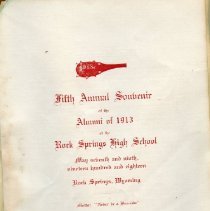 Fifth Annual Souvenir
of the
Alumni of 1913
of the
Rock Springs High School
May seventh and ninth,
nineteen hundred and eighteen
Rock Springs, Wyoming
Motto: